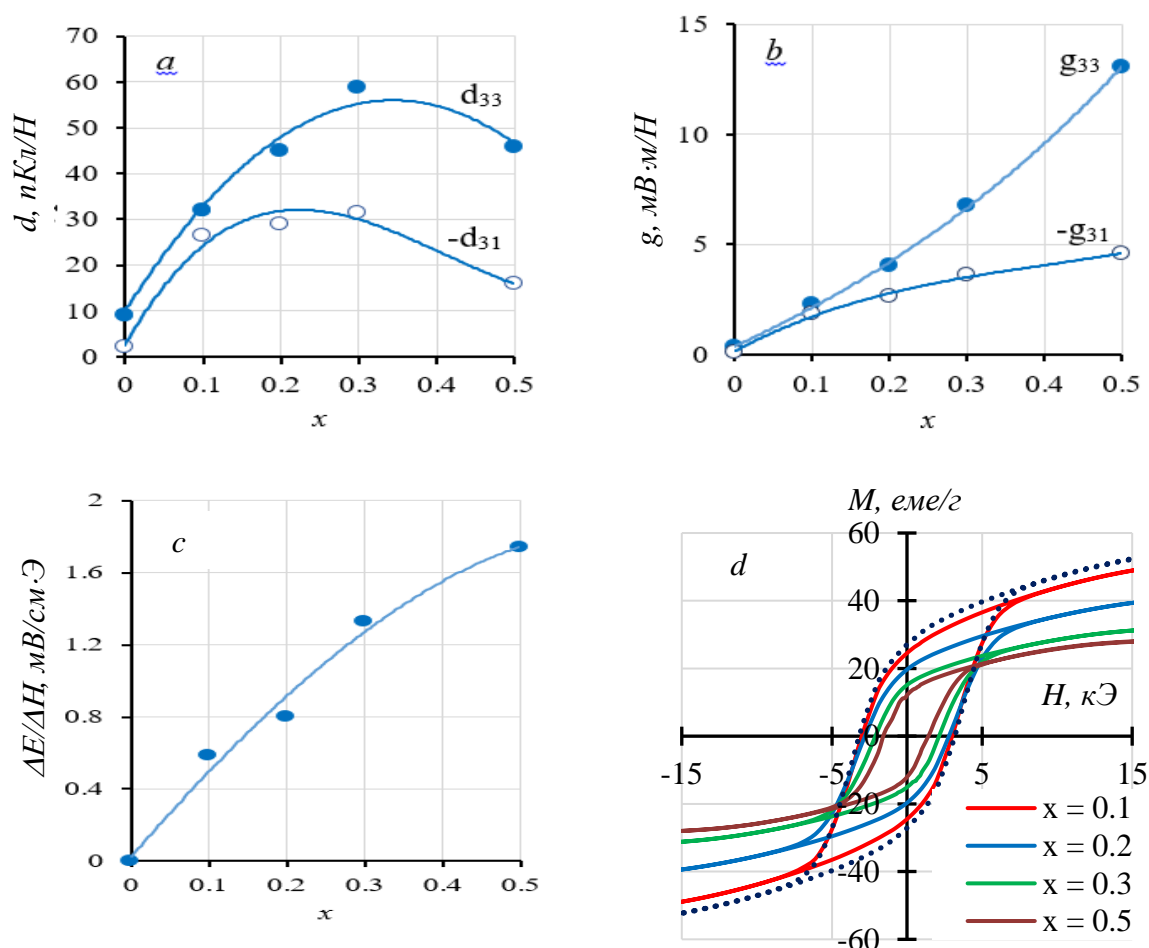 a
d, пКл/Н
70
60
50
40
30
20
10
0
d33
-d31
0 0.1 0.2 0.3 0.4 0.5
x
b
g, мВ·м/Н
15
10
5
0
g33
-g31
0 0.1 0.2 0.3 0.4 0.5
x
c
ΔE/ΔH, мВ/см·Э
2
1.6
1.2
0.8
0.4
0
0 0.1 0.2 0.3 0.4 0.5
x
M, еме/г
d
60
40
20
0
-20
-40
-60
H, кЭ
-15 -5 5 15
x = 0.1
x = 0.2
x = 0.3
x = 0.5